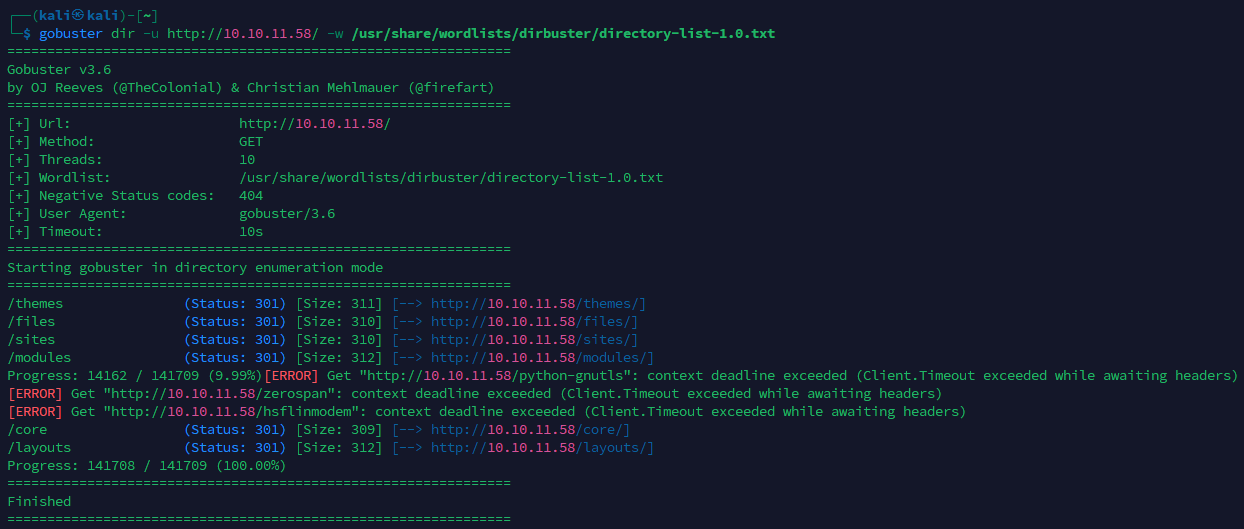 ┌──(kali㉿kali)-[~]
└─$ gobuster dir -u http://10.10.11.58/ -w /usr/share/wordlists/dirbuster/directory-list-1.0.txt
===============================================================
Gobuster v3.6
by OJ Reeves (@TheColonial) & Christian Mehlmauer (@firefart)
===============================================================
[+] Url:                     http://10.10.11.58/
[+] Method:                  GET
[+] Threads:                 10
[+] Wordlist:                /usr/share/wordlists/dirbuster/directory-list-1.0.txt
[+] Negative Status codes:   404
[+] User Agent:              gobuster/3.6
[+] Timeout:                 10s
===============================================================
Starting gobuster in directory enumeration mode
===============================================================
/themes               (Status: 301) [Size: 311] [--> http://10.10.11.58/themes/]
/files                (Status: 301) [Size: 310] [--> http://10.10.11.58/files/]
/sites                (Status: 301) [Size: 310] [--> http://10.10.11.58/sites/]
/modules              (Status: 301) [Size: 312] [--> http://10.10.11.58/modules/]
Progress: 14162 / 141709 (9.99%)[ERROR] Get "http://10.10.11.58/python-gnutls": context deadline exceeded (Client.Timeout exceeded while awaiting headers)
[ERROR] Get "http://10.10.11.58/zerospan": context deadline exceeded (Client.Timeout exceeded while awaiting headers)
[ERROR] Get "http://10.10.11.58/hsflinmodem": context deadline exceeded (Client.Timeout exceeded while awaiting headers)
/core                 (Status: 301) [Size: 309] [--> http://10.10.11.58/core/]
/layouts              (Status: 301) [Size: 312] [--> http://10.10.11.58/layouts/]
Progress: 141708 / 141709 (100.00%)
===============================================================
Finished
===============================================================